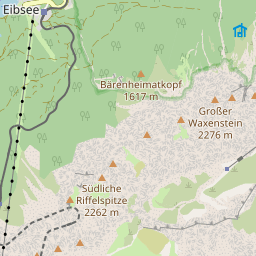 Eibsee
Bärenheimatkopf
1617 m
Großer
Waxenstein
2276 m
Südliche
Riffelspitze
2262 m